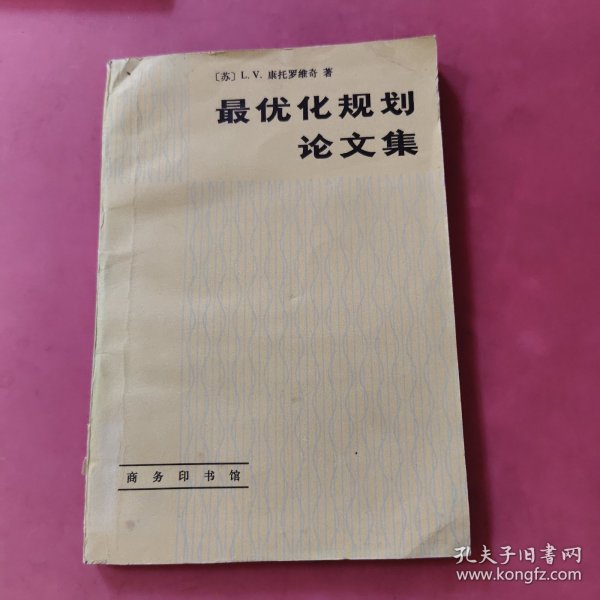 〔苏〕L.V. 康托罗维奇 著
最优化规划
论文集
商务印书馆
孔夫子旧书网
www.kongfz.com